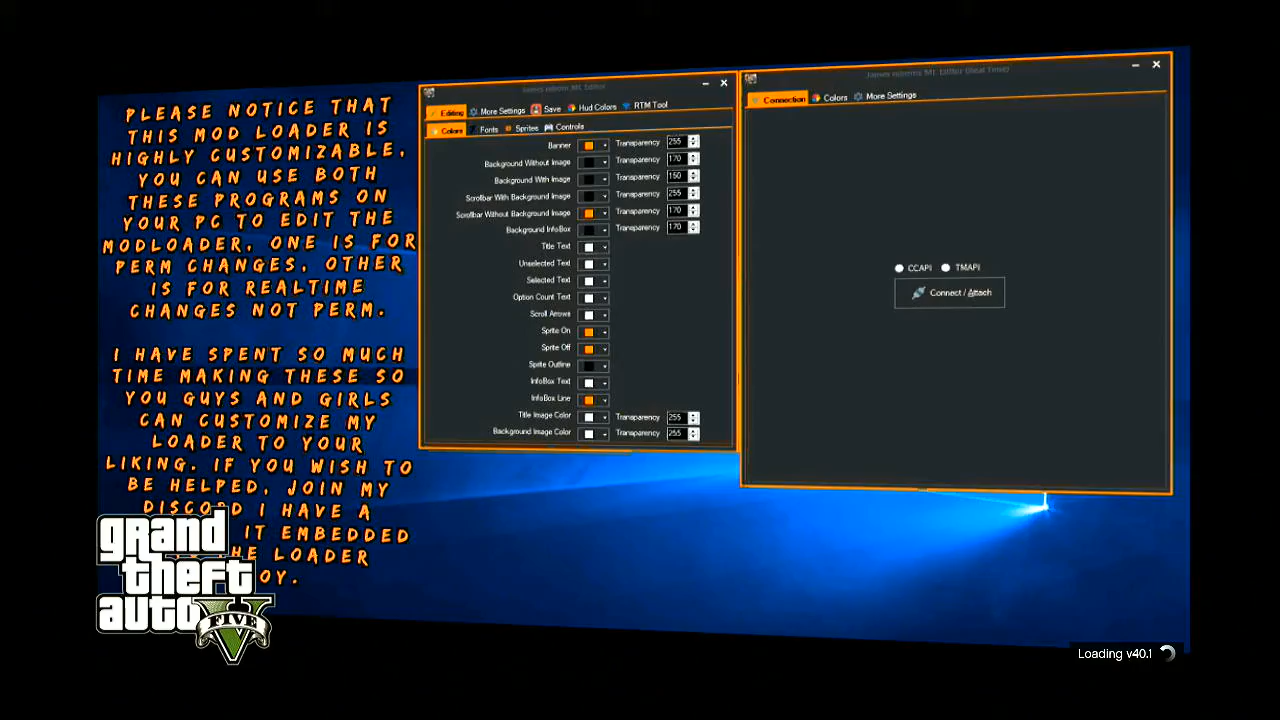 PLEASE NOTICE THAT
THIS MOD LOADER IS
HIGHLY CUSTOMIZABLE,
YOU CAN USE BOTH
THESE PROGRAMS ON
YOUR PC TO EDIT THE
MODLOADER, ONE IS FOR
PERM CHANGES, OTHER
IS FOR REALTIME
CHANGES NOT PERM.
I HAVE SPENT SO MUCH
TIME MAKING THESE SO
YOU GUYS AND GIRLS
CAN CUSTOMIZE MY
LOADER TO YOUR
LIKING. IF YOU WISH TO
BE HELPED, JOIN MY
DISCORD I HAVE A
IT EMBEDDED
THE LOADER
OY.
grand
theft
auto V
FIVE
Editing More Settings Save Hud Colors RTM Tool
Colors Fonts Sprites Controls
Banner Transparency 255
Background Without Image Transparency 170
Background With Image Transparency 150
Scrollbar With Background Image Transparency 255
Scrollbar Without Background Image Transparency 170
Background InfoBox Transparency 170
Title Text
Unselected Text
Selected Text
Option Count Text
Scroll Arrows
Sprite On
Sprite Off
Sprite Outline
InfoBox Text
InfoBox Line
Title Image Color Transparency 255
Background Image Color Transparency 255
Connection Colors More Settings
CCAPI TMAPI
Connect / Attach
Loading v40.1